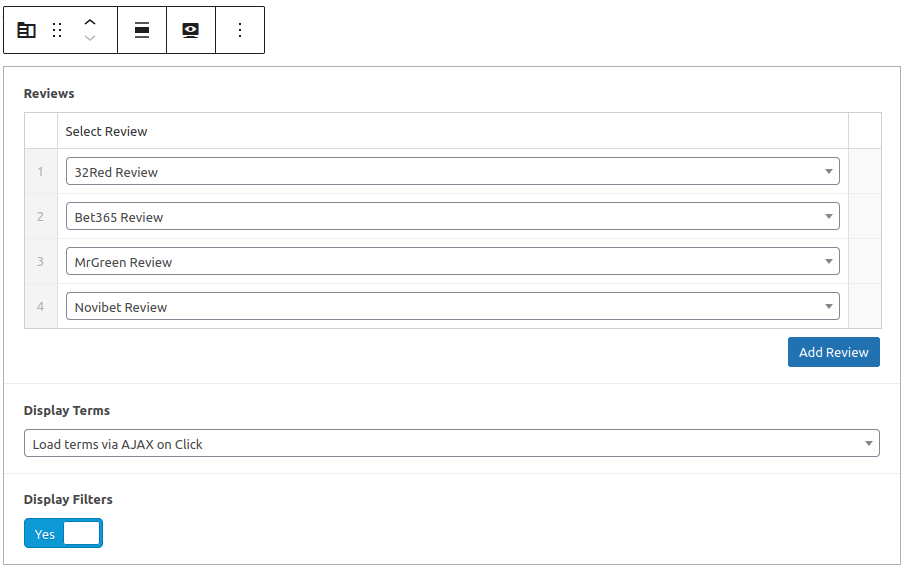 Reviews
Select Review
1 32Red Review
2 Bet365 Review
3 MrGreen Review
4 Novibet Review
Add Review
Display Terms
Load terms via AJAX on Click
Display Filters
Yes